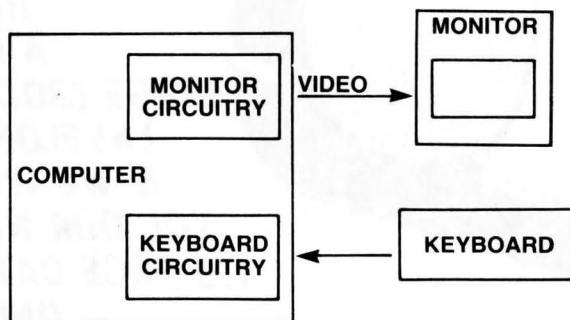 MONITOR
MONITOR
CIRCUITRY
VIDEO
COMPUTER
KEYBOARD
CIRCUITRY
KEYBOARD